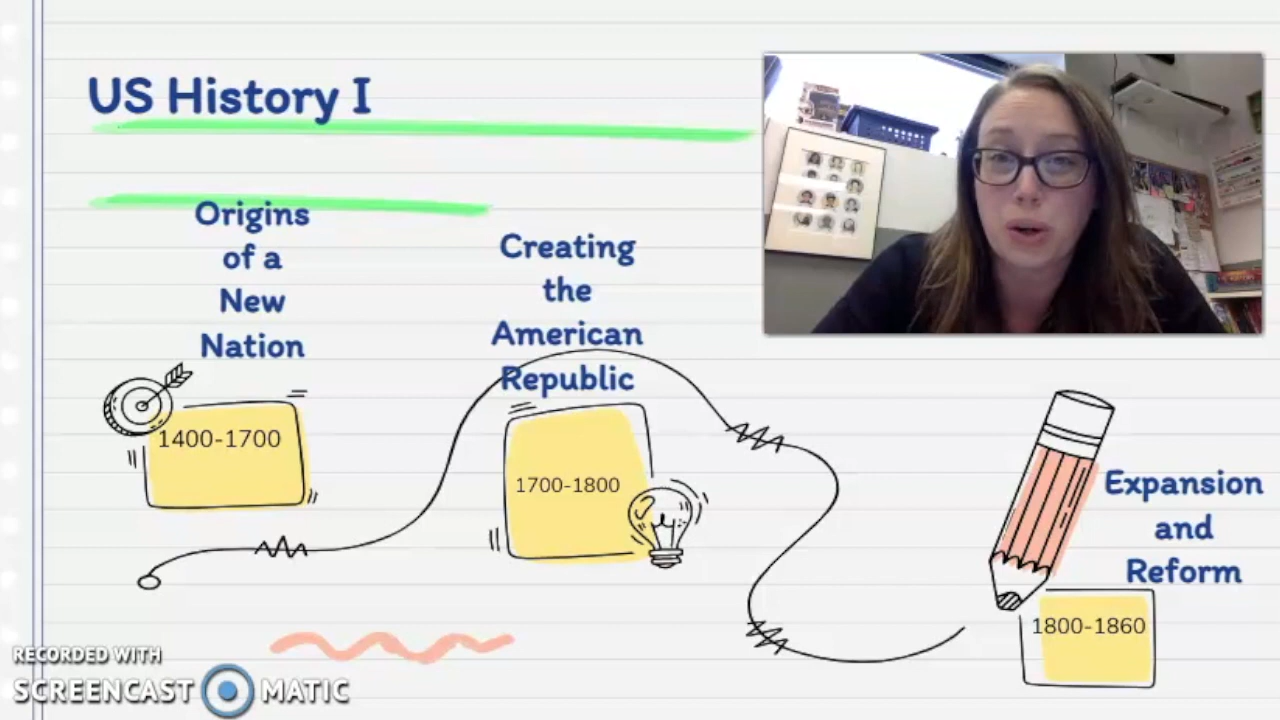 US History I
Origins
of a
New
Nation
1400-1700
Creating
the
American
Republic
1700-1800
Expansion
and
Reform
1800-1860
RECORDED WITH
SCREENCAST MATIC